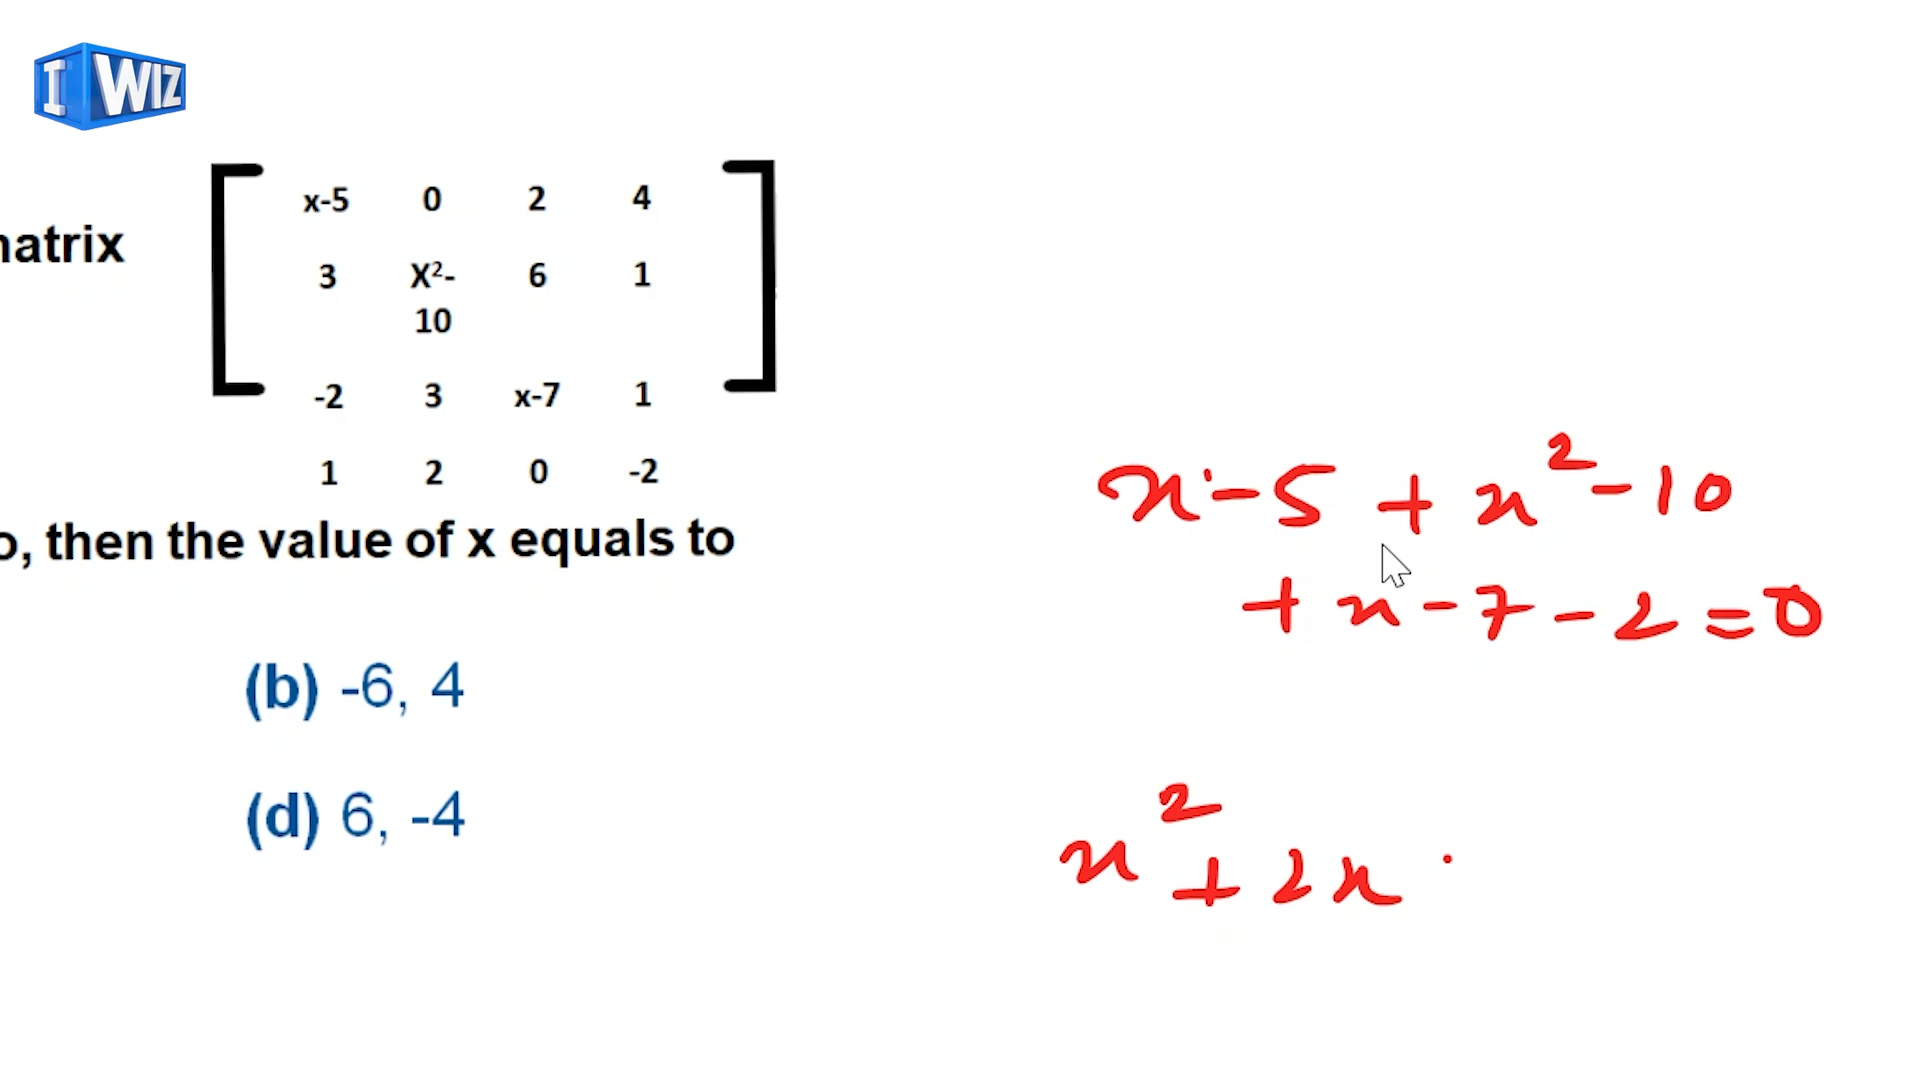 I WIZ
x-5 0 2 4
matrix
3 X²- 6 1
10
-2 3 x-7 1
1 2 0 -2
o, then the value of x equals to
(b) -6, 4
(d) 6, -4
x-5 + x²-10
+ x-7-2=0
x²+2x